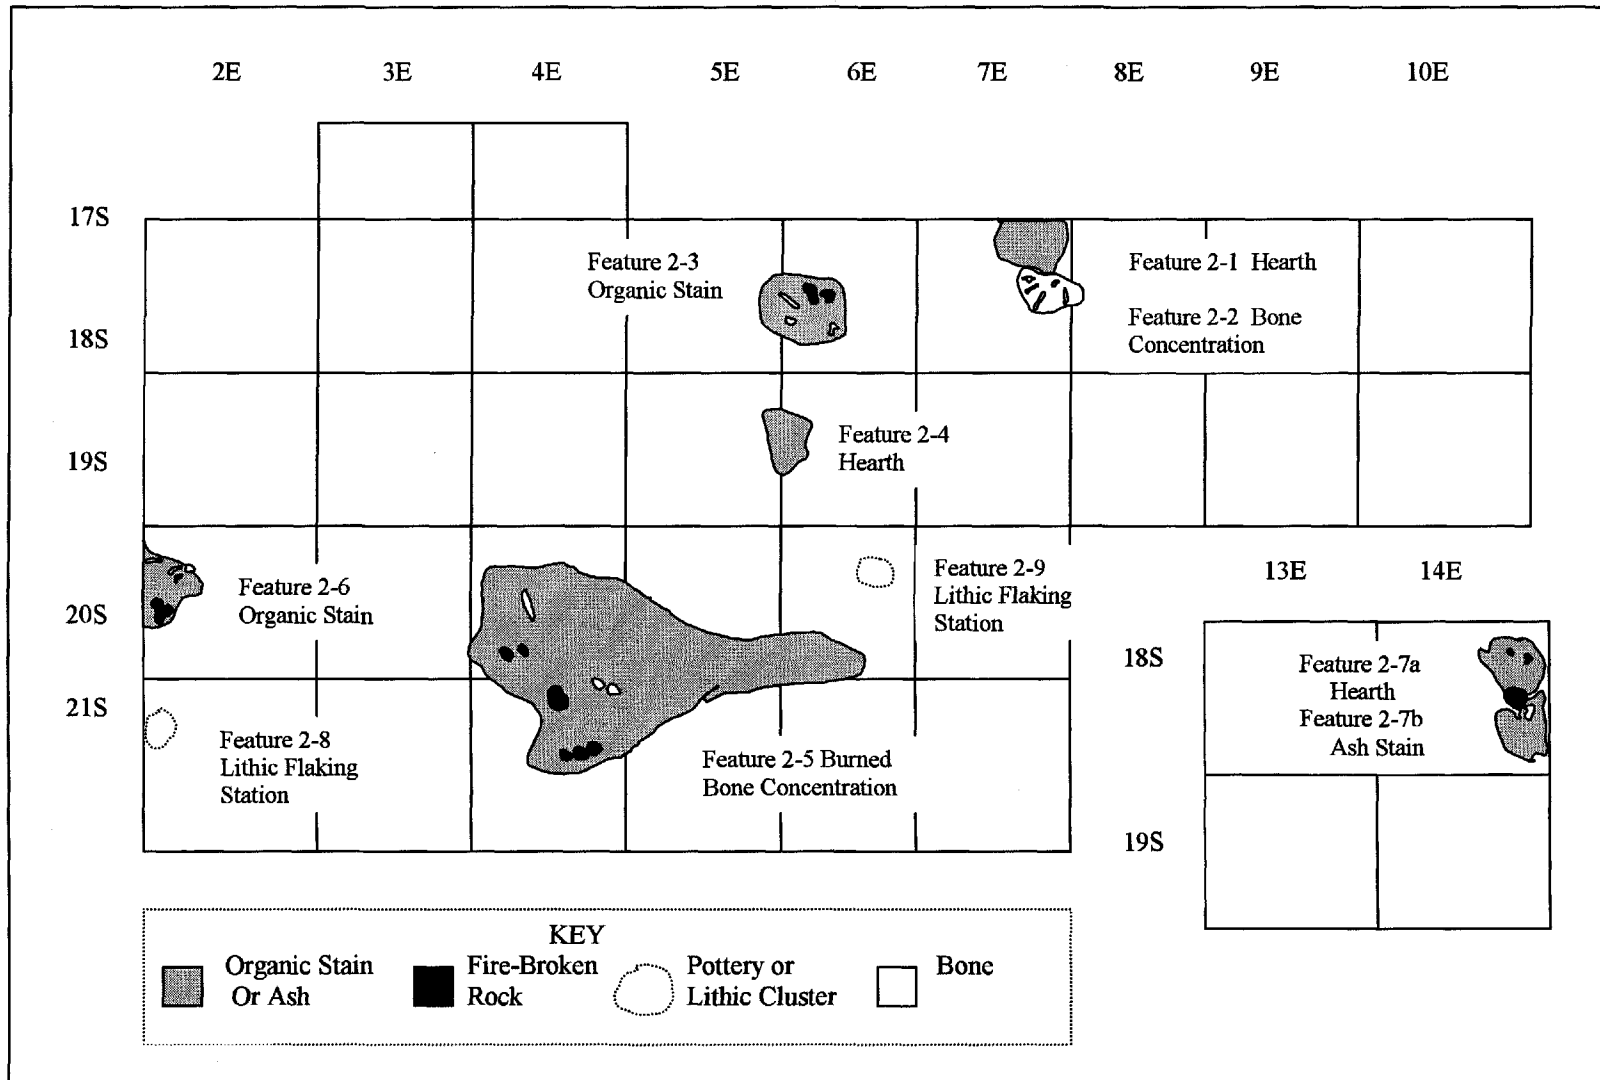 2E 3E 4E 5E 6E 7E 8E 9E 10E
17S
Feature 2-3
Organic Stain
Feature 2-1 Hearth
Feature 2-2 Bone
Concentration
18S
Feature 2-4
Hearth
19S
Feature 2-6
Organic Stain
20S
Feature 2-9
Lithic Flaking
Station
13E 14E
18S
Feature 2-7a
Hearth
Feature 2-7b
Ash Stain
21S
Feature 2-8
Lithic Flaking
Station
Feature 2-5 Burned
Bone Concentration
19S
KEY
Organic Stain
Or Ash
Fire-Broken
Rock
Pottery or
Lithic Cluster
Bone